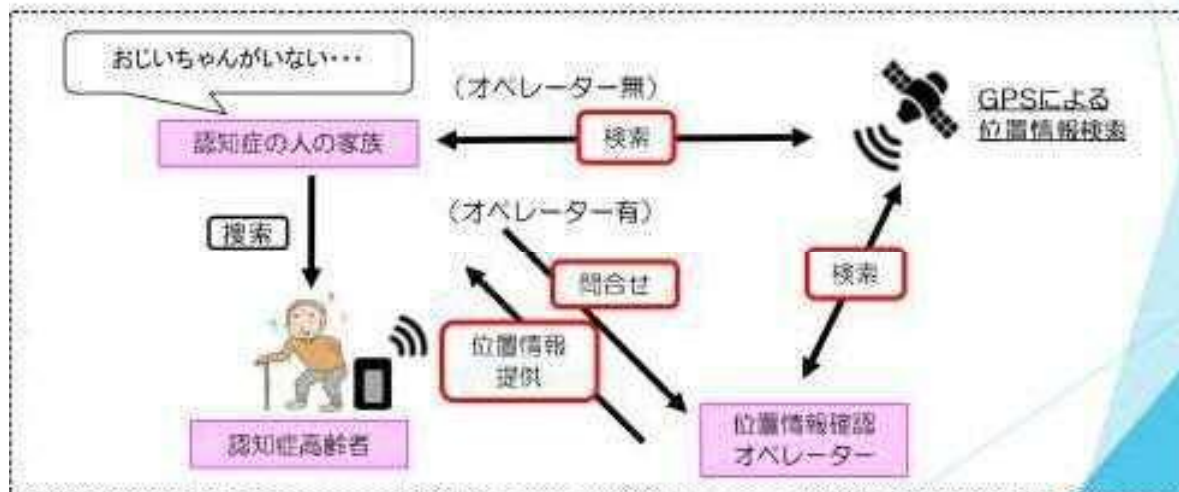 おじいちゃんがいない・・・
認知症の人の家族
(オペレーター無)
検索
GPSによる
位置情報検索
捜索
(オペレーター有)
問合せ
検索
位置情報
提供
認知症高齢者
位置情報確認
オペレーター